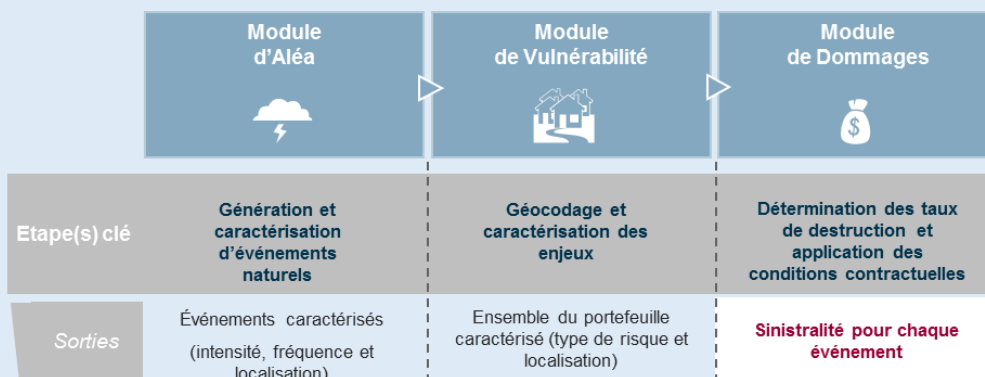 Module
d'Aléa
Module
de Vulnérabilité
Module
de Dommages
$
Etape(s) clé
Génération et
caractérisation
d'événements
naturels
Géocodage et
caractérisation des
enjeux
Détermination des taux
de destruction et
application des
conditions contractuelles
Sorties
Événements caractérisés
(intensité, fréquence et
localisation)
Ensemble du portefeuille
caractérisé (type de risque et
localisation)
Sinistralité pour chaque
événement